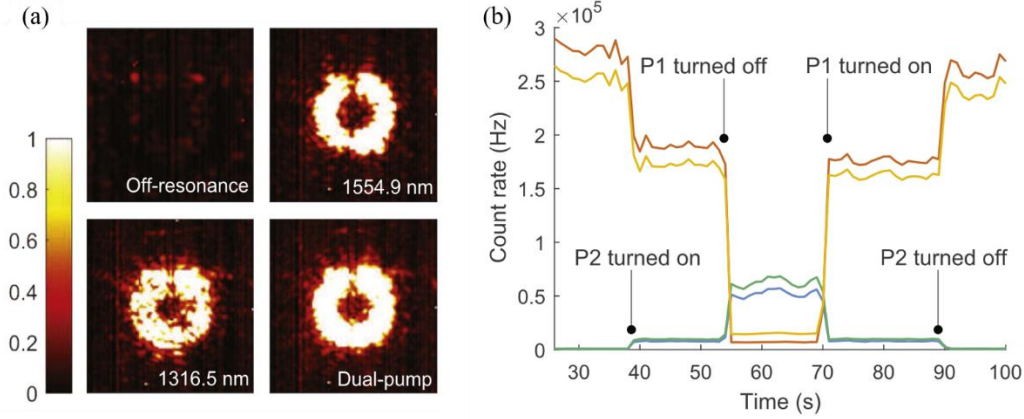 (a)
Off-resonance
1554.9 nm
1
0.8
0.6
0.4
0.2
0
1316.5 nm
Dual-pump
(b)
×10⁵
3
2.5
2
1.5
1
0.5
0
Count rate (Hz)
P1 turned off
P1 turned on
P2 turned on
P2 turned off
30
40
50
60
70
80
90
100
Time (s)